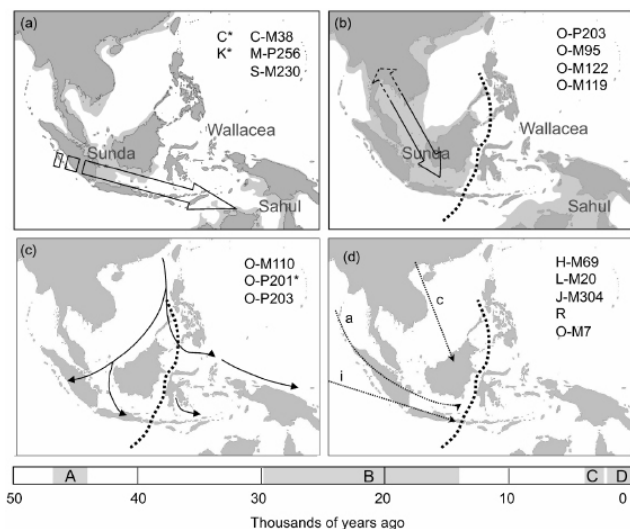 (a)
C* C-M38
K* M-P256
S-M230
Wallacea
Sunda
Sahul
(b)
O-P203
O-M95
O-M122
O-M119
Wallacea
Sunda
Sahul
(c)
O-M110
O-P201*
O-P203
(d)
H-M69
L-M20
J-M304
R
O-M7
c
a
i
A B C D
50 40 30 20 10 0
Thousands of years ago